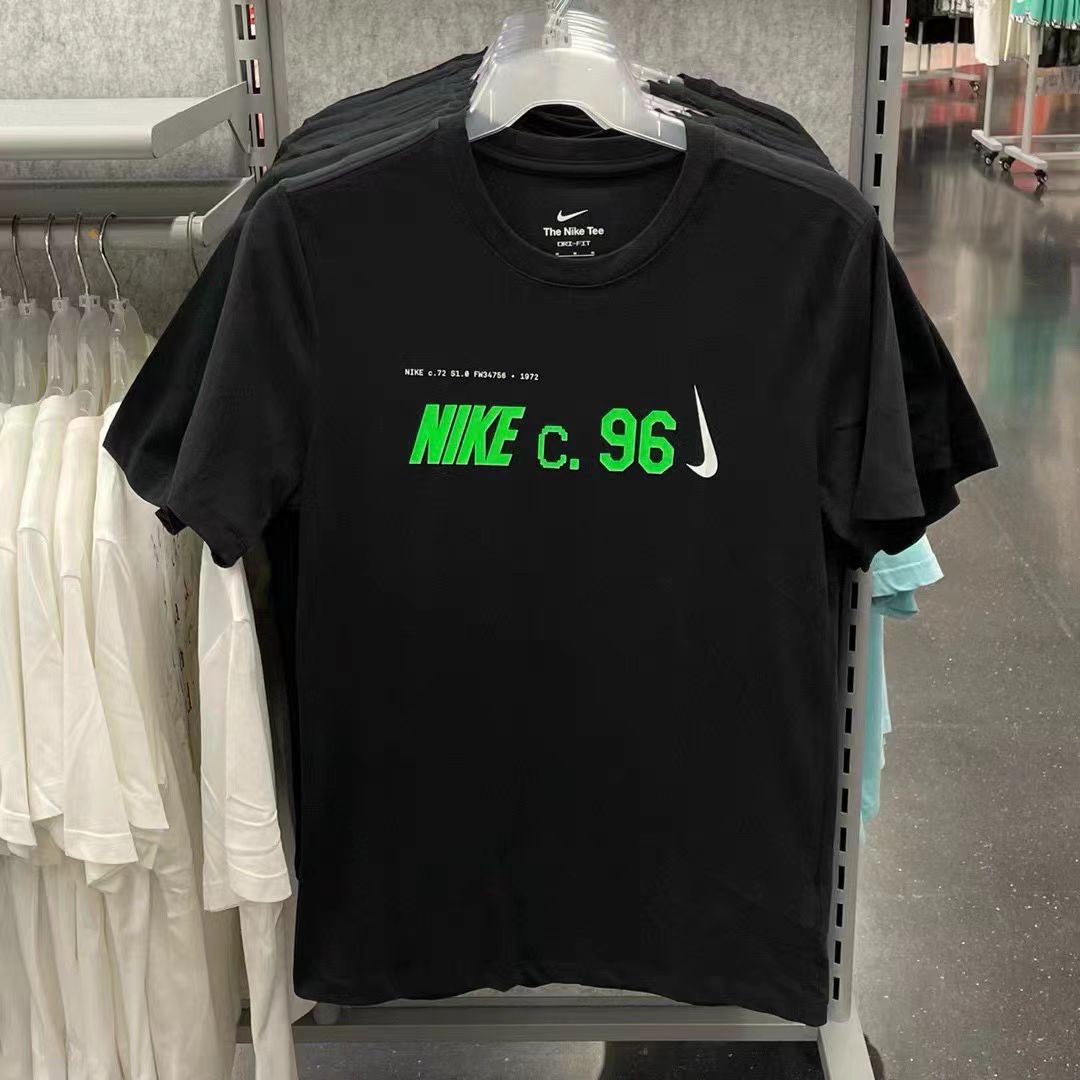 The Nike Tee
DRI-FIT
NIKE c.72 S1.0 FW34756 • 1972
NIKE c. 96